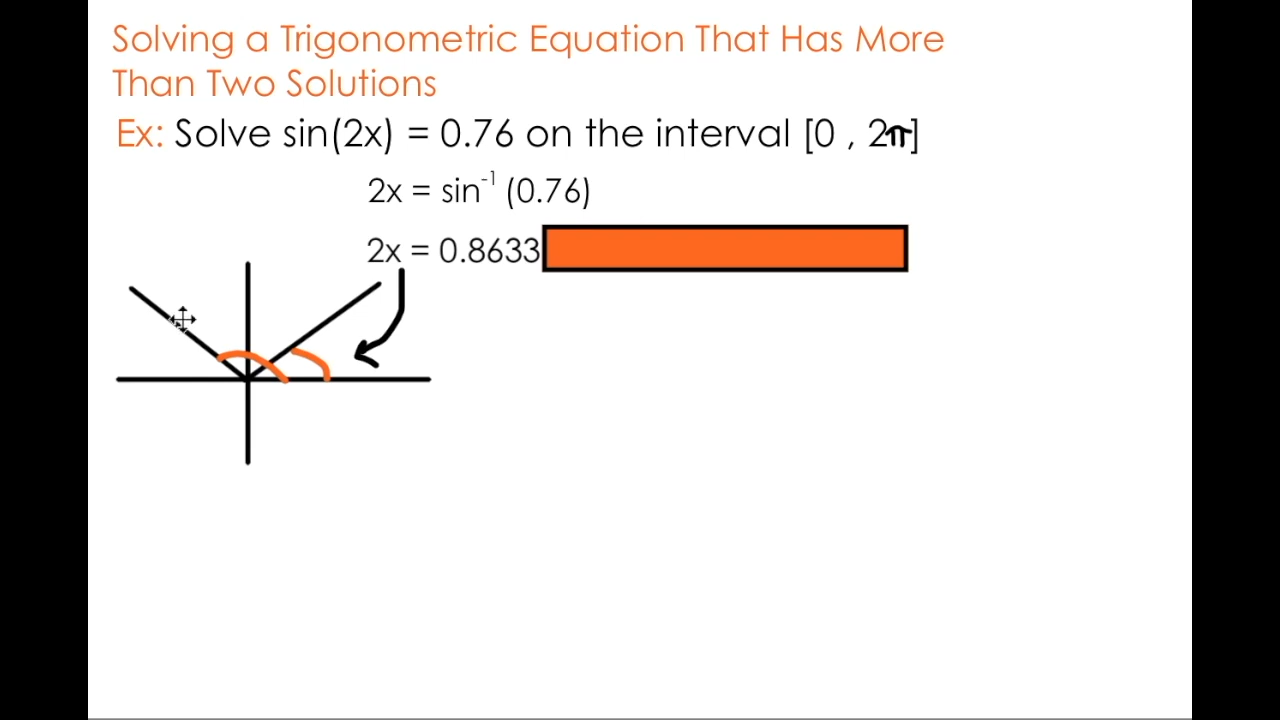 Solving a Trigonometric Equation That Has More
Than Two Solutions
Ex: Solve sin(2x) = 0.76 on the interval [0 , 2π]
2x = sin⁻¹ (0.76)
2x = 0.8633